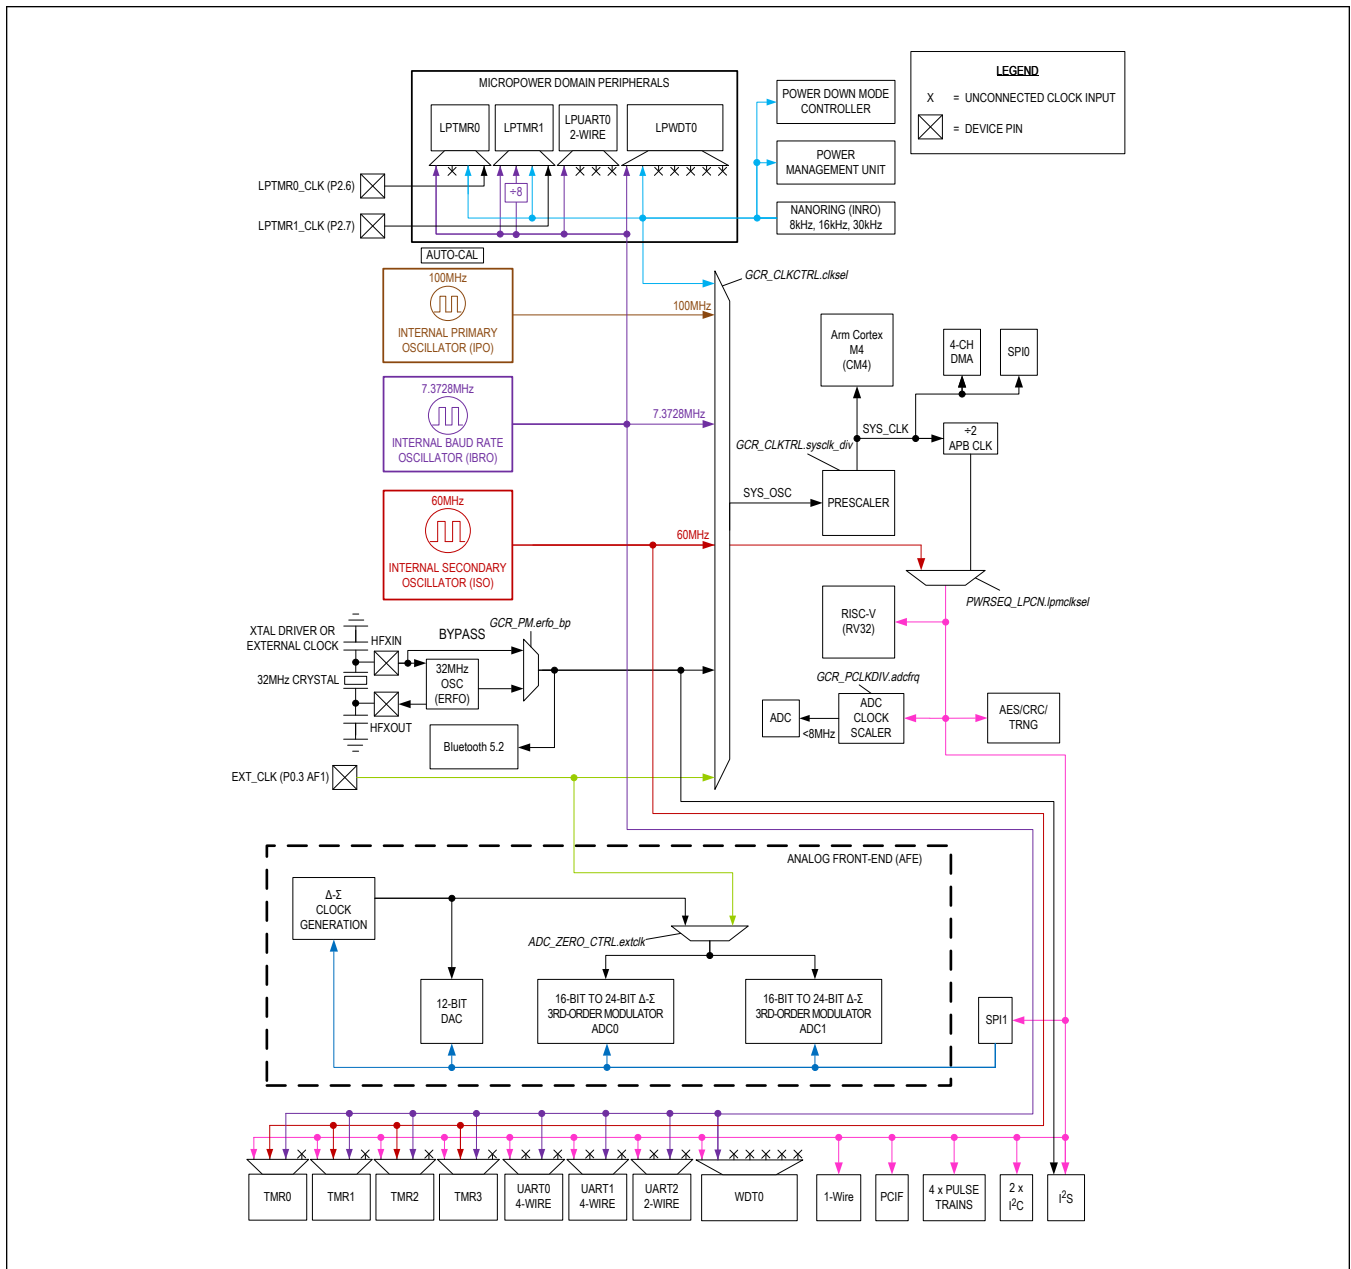 LEGEND
X = UNCONNECTED CLOCK INPUT
= DEVICE PIN
MICROPOWER DOMAIN PERIPHERALS
LPTMR0
LPTMR1
LPUART0
2-WIRE
LPWDT0
÷8
POWER DOWN MODE
CONTROLLER
POWER
MANAGEMENT UNIT
NANORING (INRO)
8kHz, 16kHz, 30kHz
LPTMR0_CLK (P2.6)
LPTMR1_CLK (P2.7)
AUTO-CAL
100MHz
INTERNAL PRIMARY
OSCILLATOR (IPO)
100MHz
GCR_CLKCTRL.clksel
7.3728MHz
INTERNAL BAUD RATE
OSCILLATOR (IBRO)
7.3728MHz
60MHz
INTERNAL SECONDARY
OSCILLATOR (ISO)
60MHz
Arm Cortex
M4
(CM4)
4-CH
DMA
SPI0
SYS_CLK
÷2
APB CLK
GCR_CLKTRL.sysclk_div
SYS_OSC
PRESCALER
PWRSEQ_LPCN.lpmclksel
RISC-V
(RV32)
GCR_PCLKDIV.adcfrq
ADC
<8MHz
ADC
CLOCK
SCALER
AES/CRC/
TRNG
XTAL DRIVER OR
EXTERNAL CLOCK
HFXIN
BYPASS
GCR_PM.erfo_bp
32MHz CRYSTAL
32MHz
OSC
(ERFO)
HFXOUT
Bluetooth 5.2
EXT_CLK (P0.3 AF1)
ANALOG FRONT-END (AFE)
Δ-Σ
CLOCK
GENERATION
ADC_ZERO_CTRL.extclk
12-BIT
DAC
16-BIT TO 24-BIT Δ-Σ
3RD-ORDER MODULATOR
ADC0
16-BIT TO 24-BIT Δ-Σ
3RD-ORDER MODULATOR
ADC1
SPI1
TMR0
TMR1
TMR2
TMR3
UART0
4-WIRE
UART1
4-WIRE
UART2
2-WIRE
WDT0
1-Wire
PCIF
4 x PULSE
TRAINS
2 x
I²C
I²S